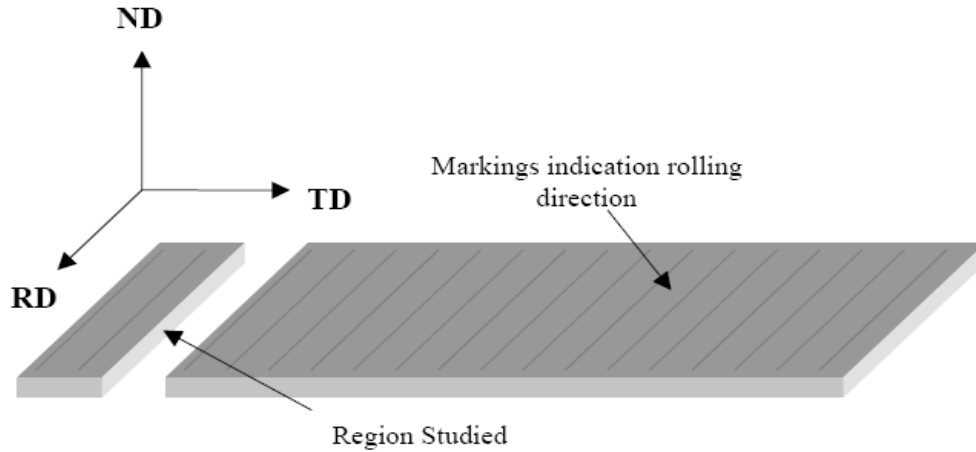 ND
TD
RD
Markings indication rolling
direction
Region Studied